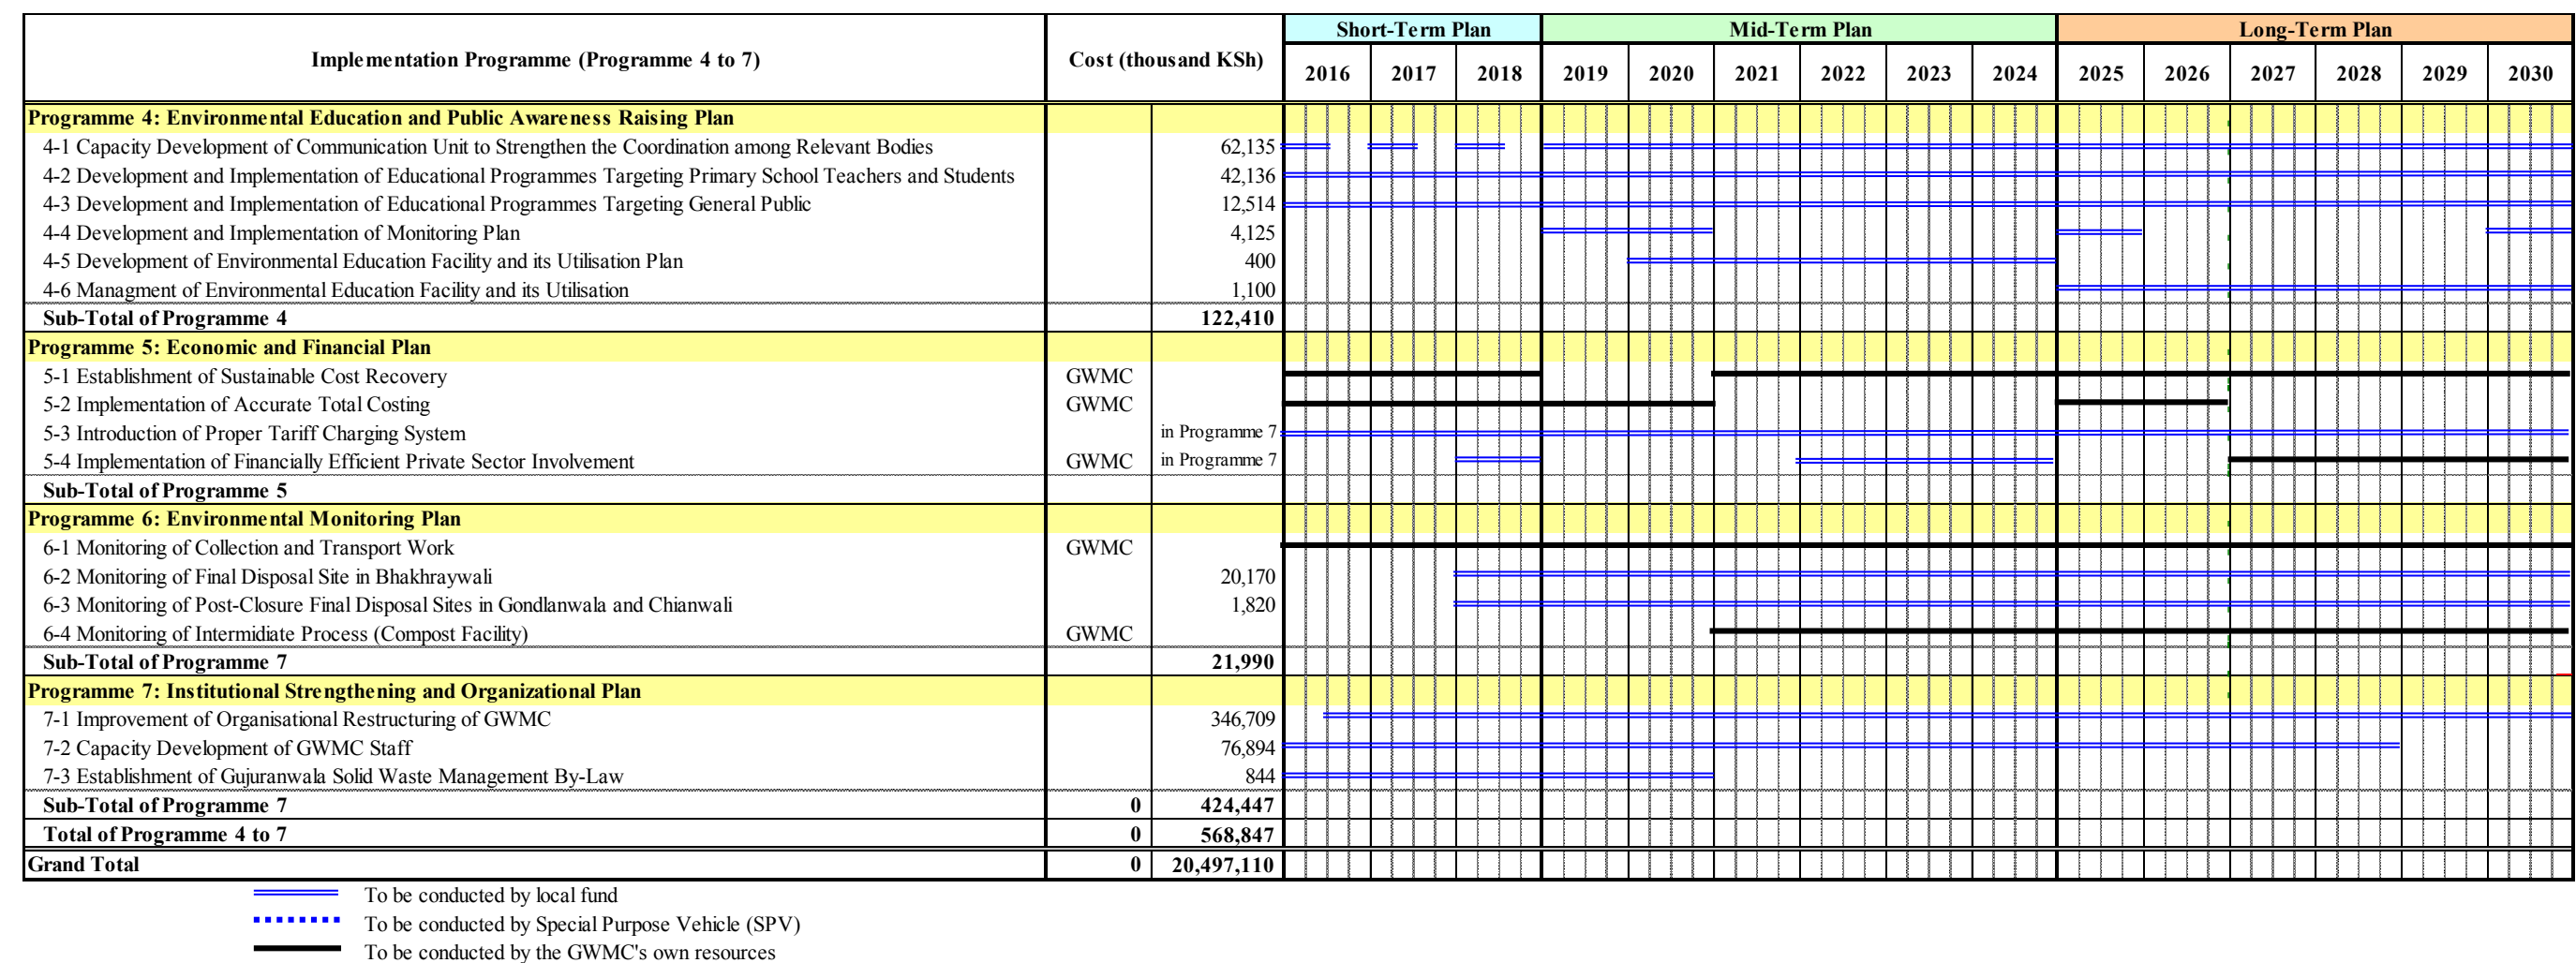 Implementation Programme (Programme 4 to 7) Cost (thousand KSh) Short-Term Plan Mid-Term Plan Long-Term Plan
2016 2017 2018 2019 2020 2021 2022 2023 2024 2025 2026 2027 2028 2029 2030
Programme 4: Environmental Education and Public Awareness Raising Plan
4-1 Capacity Development of Communication Unit to Strengthen the Coordination among Relevant Bodies 62,135
4-2 Development and Implementation of Educational Programmes Targeting Primary School Teachers and Students 42,136
4-3 Development and Implementation of Educational Programmes Targeting General Public 12,514
4-4 Development and Implementation of Monitoring Plan 4,125
4-5 Development of Environmental Education Facility and its Utilisation Plan 400
4-6 Managment of Environmental Education Facility and its Utilisation 1,100
Sub-Total of Programme 4 122,410
Programme 5: Economic and Financial Plan
5-1 Establishment of Sustainable Cost Recovery GWMC
5-2 Implementation of Accurate Total Costing GWMC
5-3 Introduction of Proper Tariff Charging System in Programme 7
5-4 Implementation of Financially Efficient Private Sector Involvement GWMC in Programme 7
Sub-Total of Programme 5
Programme 6: Environmental Monitoring Plan
6-1 Monitoring of Collection and Transport Work GWMC
6-2 Monitoring of Final Disposal Site in Bhakhraywali 20,170
6-3 Monitoring of Post-Closure Final Disposal Sites in Gondlanwala and Chianwali 1,820
6-4 Monitoring of Intermidiate Process (Compost Facility) GWMC
Sub-Total of Programme 7 21,990
Programme 7: Institutional Strengthening and Organizational Plan
7-1 Improvement of Organisational Restructuring of GWMC 346,709
7-2 Capacity Development of GWMC Staff 76,894
7-3 Establishment of Gujuranwala Solid Waste Management By-Law 844
Sub-Total of Programme 7 0 424,447
Total of Programme 4 to 7 0 568,847
Grand Total 0 20,497,110
To be conducted by local fund
To be conducted by Special Purpose Vehicle (SPV)
To be conducted by the GWMC's own resources